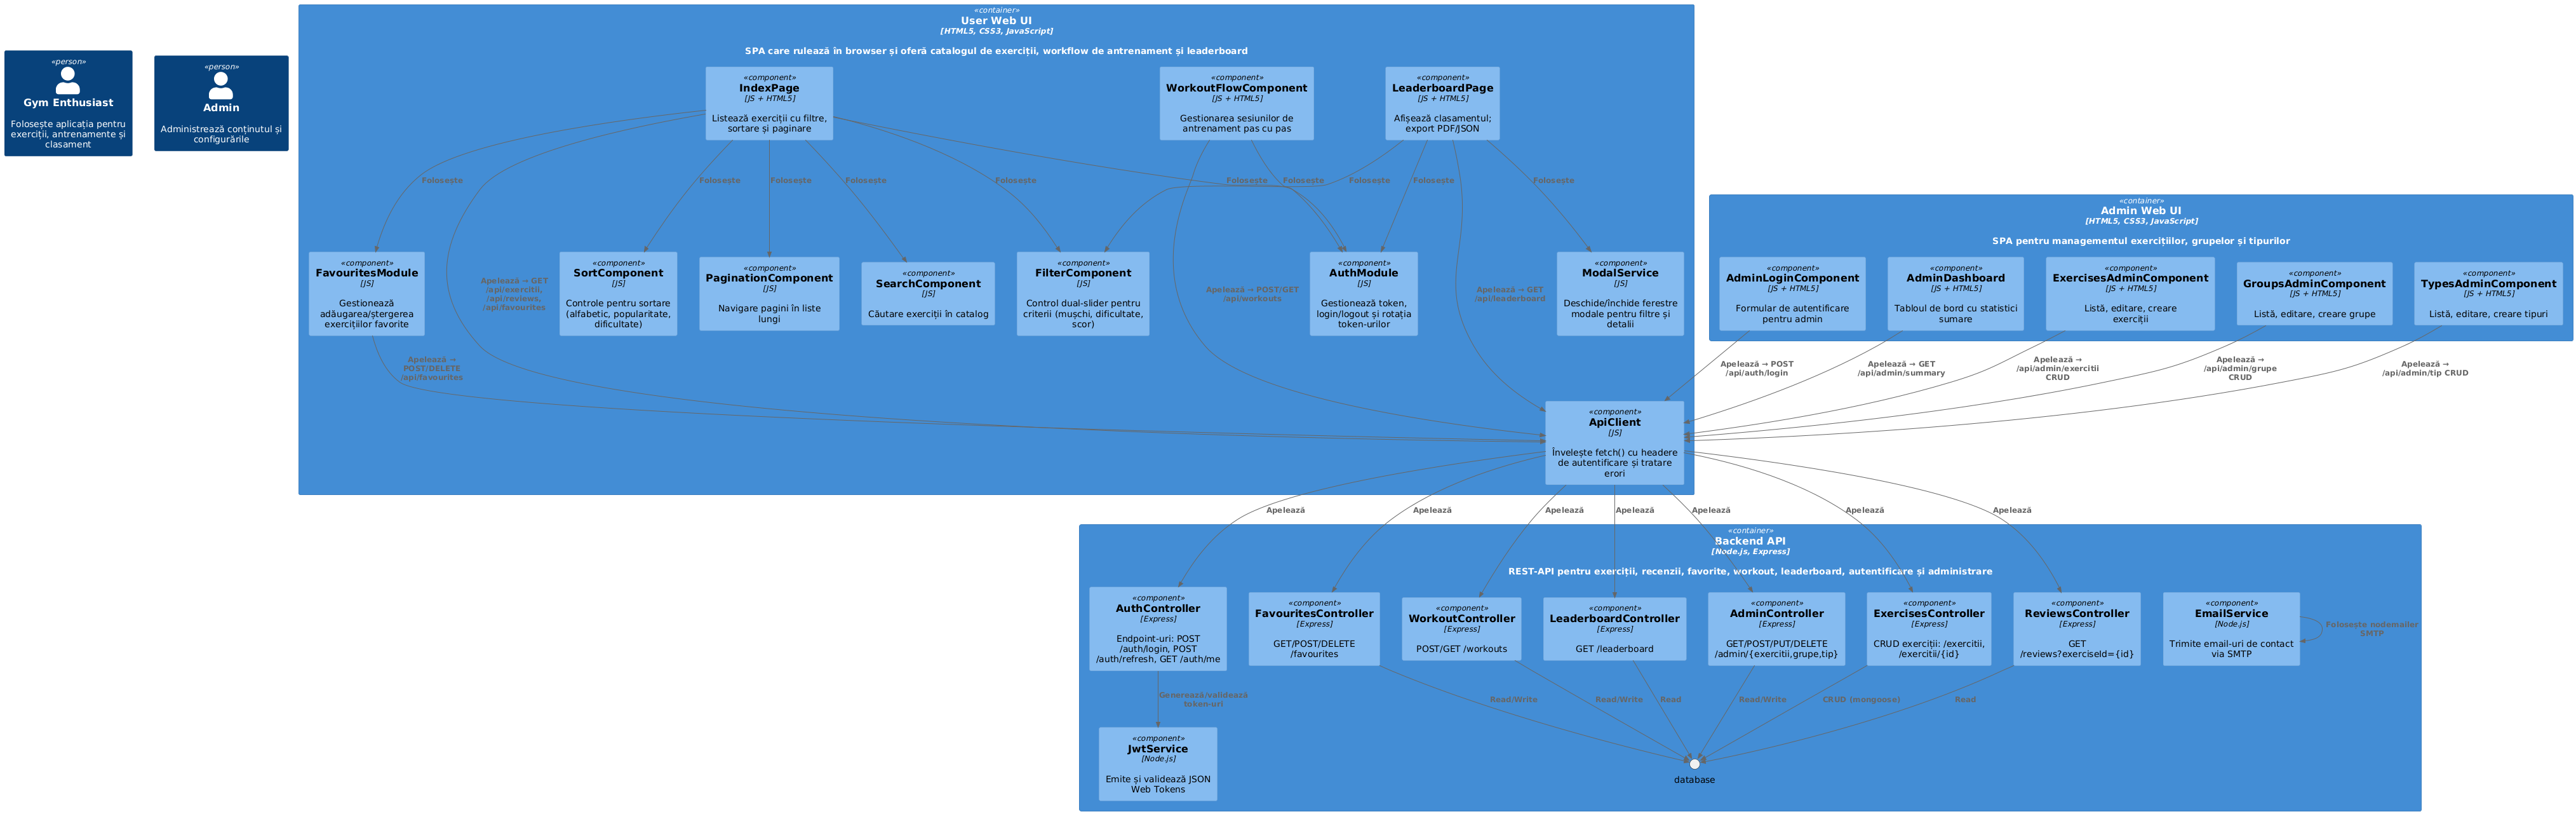 «person»
Gym Enthusiast
Folosește aplicația pentru
exerciții, antrenamente și
clasament
«person»
Admin
Administrează conținutul și
configurările
«container»
User Web UI
[HTML5, CSS3, JavaScript]
SPA care rulează în browser și oferă catalogul de exerciții, workflow de antrenament și leaderboard
«component»
IndexPage
[JS + HTML5]
Listează exerciții cu filtre,
sortare și paginare
«component»
WorkoutFlowComponent
[JS + HTML5]
Gestionarea sesiunilor de
antrenament pas cu pas
«component»
LeaderboardPage
[JS + HTML5]
Afișează clasamentul;
export PDF/JSON
Folosește
Folosește
Folosește
Folosește
Folosește
Folosește
Folosește
Folosește
Folosește
Folosește
«component»
FavouritesModule
[JS]
Gestionează
adăugarea/ștergerea
exercițiilor favorite
Apelează → GET
/api/exercitii,
/api/reviews,
/api/favourites
«component»
SortComponent
[JS]
Controle pentru sortare
(alfabetic, popularitate,
dificultate)
«component»
PaginationComponent
[JS]
Navigare pagini în liste
lungi
«component»
SearchComponent
[JS]
Căutare exerciții în catalog
«component»
FilterComponent
[JS]
Control dual-slider pentru
criterii (mușchi, dificultate,
scor)
Apelează → POST/GET
/api/workouts
«component»
AuthModule
[JS]
Gestionează token,
login/logout și rotația
token-urilor
Apelează → GET
/api/leaderboard
«component»
ModalService
[JS]
Deschide/închide ferestre
modale pentru filtre și
detalii
«container»
Admin Web UI
[HTML5, CSS3, JavaScript]
SPA pentru managementul exercițiilor, grupelor și tipurilor
«component»
AdminLoginComponent
[JS + HTML5]
Formular de autentificare
pentru admin
«component»
AdminDashboard
[JS + HTML5]
Tabloul de bord cu statistici
sumare
«component»
ExercisesAdminComponent
[JS + HTML5]
Listă, editare, creare
exerciții
«component»
GroupsAdminComponent
[JS + HTML5]
Listă, editare, creare grupe
«component»
TypesAdminComponent
[JS + HTML5]
Listă, editare, creare tipuri
Apelează →
POST/DELETE
/api/favourites
Apelează → POST
/api/auth/login
Apelează → GET
/api/admin/summary
Apelează →
/api/admin/exercitii
CRUD
Apelează →
/api/admin/grupe
CRUD
Apelează →
/api/admin/tip CRUD
«component»
ApiClient
[JS]
Învelește fetch() cu headere
de autentificare și tratare
erori
Apelează
Apelează
Apelează
Apelează
Apelează
Apelează
Apelează
«container»
Backend API
[Node.js, Express]
REST-API pentru exerciții, recenzii, favorite, workout, leaderboard, autentificare și administrare
«component»
AuthController
[Express]
Endpoint-uri: POST
/auth/login, POST
/auth/refresh, GET /auth/me
«component»
FavouritesController
[Express]
GET/POST/DELETE
/favourites
«component»
WorkoutController
[Express]
POST/GET /workouts
«component»
LeaderboardController
[Express]
GET /leaderboard
«component»
AdminController
[Express]
GET/POST/PUT/DELETE
/admin/{exercitii,grupe,tip}
«component»
ExercisesController
[Express]
CRUD exerciții: /exercitii,
/exercitii/{id}
«component»
ReviewsController
[Express]
GET
/reviews?exerciseId={id}
«component»
EmailService
[Node.js]
Trimite email-uri de contact
via SMTP
Folosește nodemailer
SMTP
Generează/validează
token-uri
Read/Write
Read/Write
Read
Read/Write
CRUD (mongoose)
Read
«component»
JwtService
[Node.js]
Emite și validează JSON
Web Tokens
database